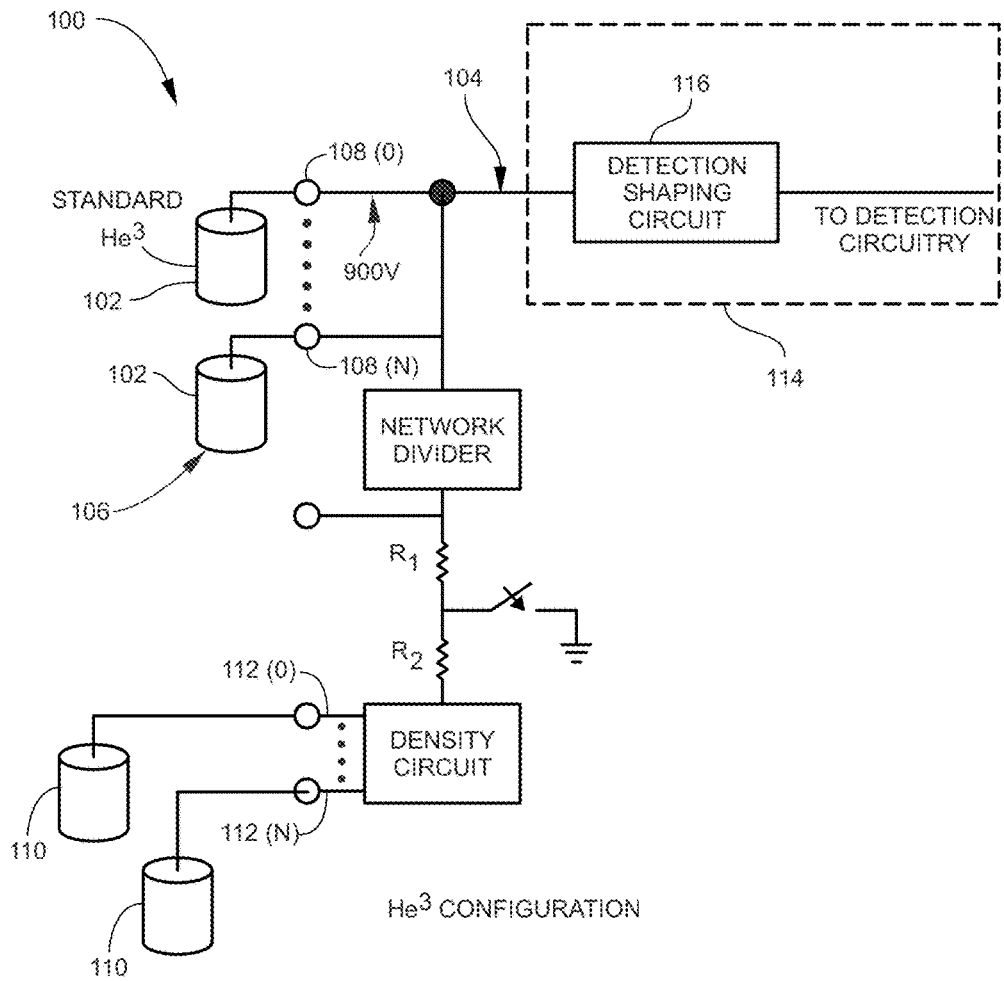 100
104
116
108 (0)
DETECTION
SHAPING
CIRCUIT
STANDARD
He³
TO DETECTION
CIRCUITRY
900V
102
108 (N)
102
114
NETWORK
DIVIDER
106
R₁
R₂
112 (0)
DENSITY
CIRCUIT
112 (N)
110
110
He³ CONFIGURATION